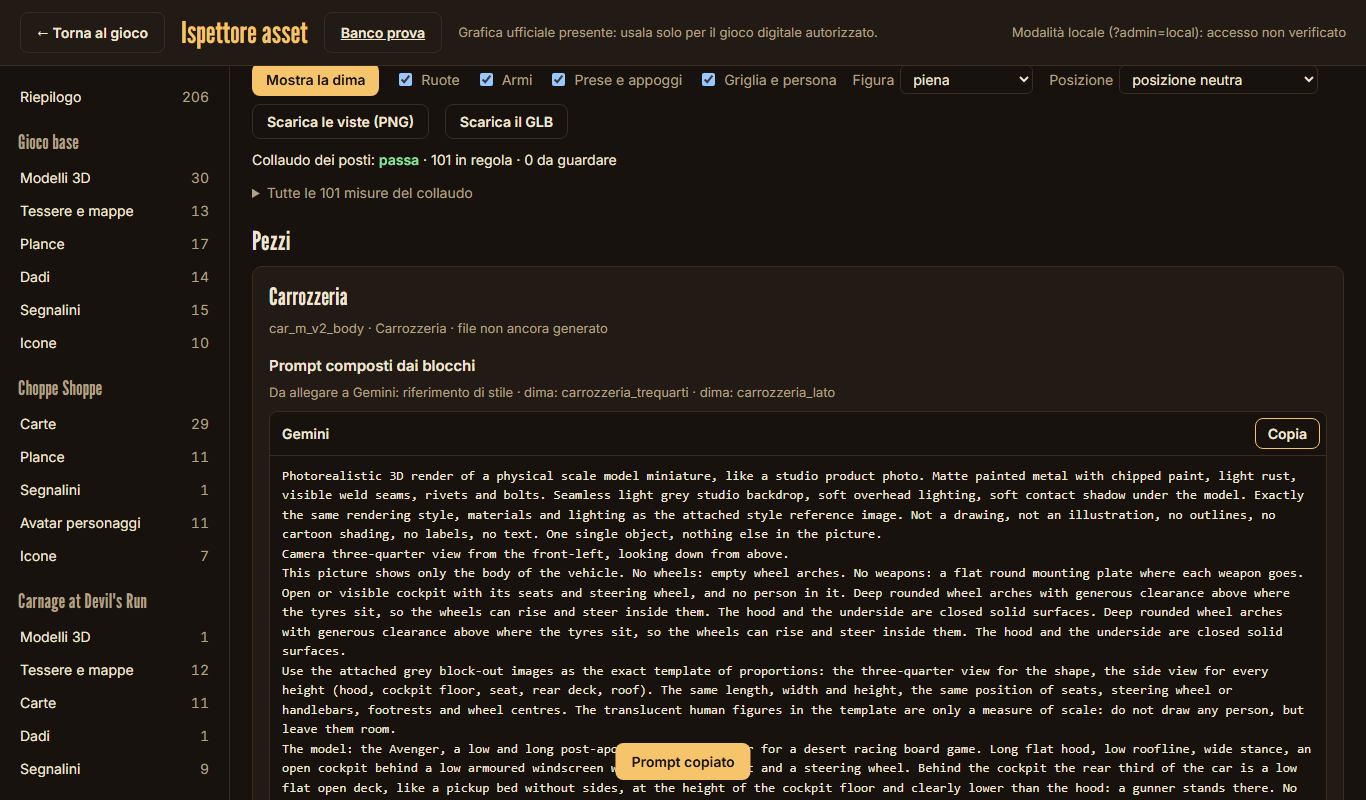 ← Torna al gioco
Ispettore asset
Banco prova
Grafica ufficiale presente: usala solo per il gioco digitale autorizzato.
Modalità locale (?admin=local): accesso non verificato
Riepilogo 206
Gioco base
Modelli 3D 30
Tessere e mappe 13
Plance 17
Dadi 14
Segnalini 15
Icone 10
Choppe Shoppe
Carte 29
Plance 11
Segnalini 1
Avatar personaggi 11
Icone 7
Carnage at Devil's Run
Modelli 3D 1
Tessere e mappe 12
Carte 11
Dadi 1
Segnalini 9
Mostra la dima
Ruote
Armi
Prese e appoggi
Griglia e persona
Figura piena
Posizione posizione neutra
Scarica le viste (PNG)
Scarica il GLB
Collaudo dei posti: passa · 101 in regola · 0 da guardare
▶ Tutte le 101 misure del collaudo
Pezzi
Carrozzeria
car_m_v2_body · Carrozzeria · file non ancora generato
Prompt composti dai blocchi
Da allegare a Gemini: riferimento di stile · dima: carrozzeria_trequarti · dima: carrozzeria_lato
Gemini
Copia
Photorealistic 3D render of a physical scale model miniature, like a studio product photo. Matte painted metal with chipped paint, light rust,
visible weld seams, rivets and bolts. Seamless light grey studio backdrop, soft overhead lighting, soft contact shadow under the model. Exactly
the same rendering style, materials and lighting as the attached style reference image. Not a drawing, not an illustration, no outlines, no
cartoon shading, no labels, no text. One single object, nothing else in the picture.
Camera three-quarter view from the front-left, looking down from above.
This picture shows only the body of the vehicle. No wheels: empty wheel arches. No weapons: a flat round mounting plate where each weapon goes.
Open or visible cockpit with its seats and steering wheel, and no person in it. Deep rounded wheel arches with generous clearance above where
the tyres sit, so the wheels can rise and steer inside them. The hood and the underside are closed solid surfaces. Deep rounded wheel arches
with generous clearance above where the tyres sit, so the wheels can rise and steer inside them. The hood and the underside are closed solid
surfaces.
Use the attached grey block-out images as the exact template of proportions: the three-quarter view for the shape, the side view for every
height (hood, cockpit floor, seat, rear deck, roof). The same length, width and height, the same position of seats, steering wheel or
handlebars, footrests and wheel centres. The translucent human figures in the template are only a measure of scale: do not draw any person, but
leave them room.
The model: the Avenger, a low and long post-apo for a desert racing board game. Long flat hood, low roofline, wide stance, an
open cockpit behind a low armoured windscreen and a steering wheel. Behind the cockpit the rear third of the car is a low
flat open deck, like a pickup bed without sides, at the height of the cockpit floor and clearly lower than the hood: a gunner stands there. No
Prompt copiato